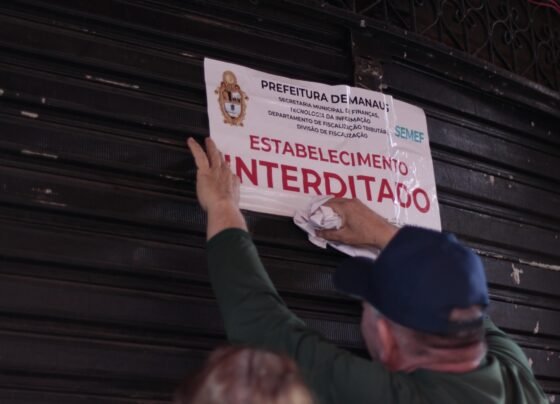 PREFEITURA DE MANAUS
SECRETARIA MUNICIPAL DE FINANÇAS,
TECNOLOGIA DA INFORMAÇÃO
DEPARTAMENTO DE FISCALIZAÇÃO TRIBUTÁRIA
DIVISÃO DE FISCALIZAÇÃO
SEMEF
ESTABELECIMENTO
INTERDITADO